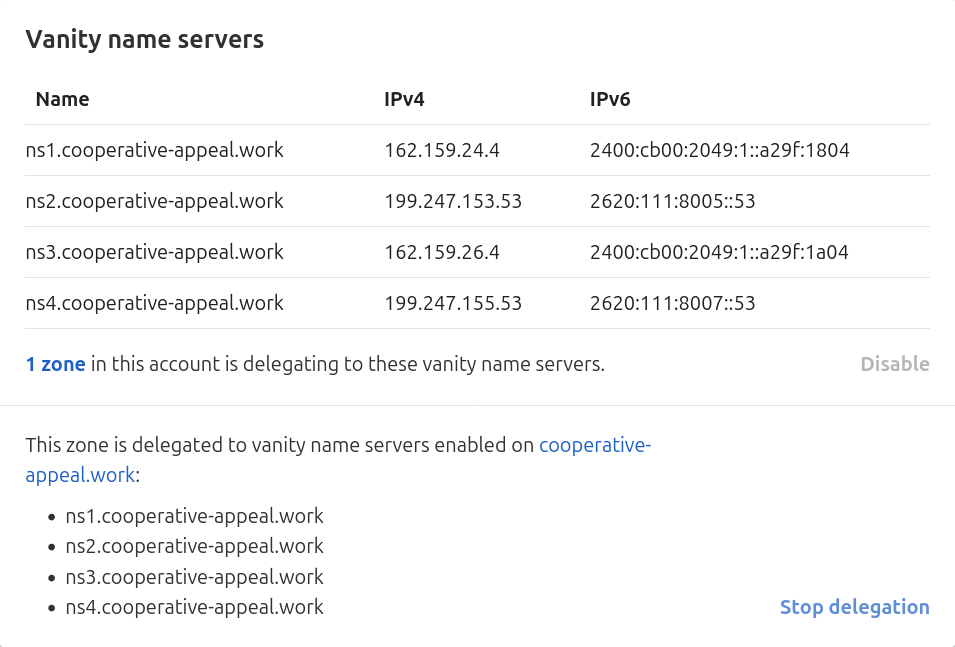 Vanity name servers
Name IPv4 IPv6
ns1.cooperative-appeal.work 162.159.24.4 2400:cb00:2049:1::a29f:1804
ns2.cooperative-appeal.work 199.247.153.53 2620:111:8005::53
ns3.cooperative-appeal.work 162.159.26.4 2400:cb00:2049:1::a29f:1a04
ns4.cooperative-appeal.work 199.247.155.53 2620:111:8007::53
1 zone in this account is delegating to these vanity name servers. Disable
This zone is delegated to vanity name servers enabled on cooperative-
appeal.work:
• ns1.cooperative-appeal.work
• ns2.cooperative-appeal.work
• ns3.cooperative-appeal.work
• ns4.cooperative-appeal.work Stop delegation